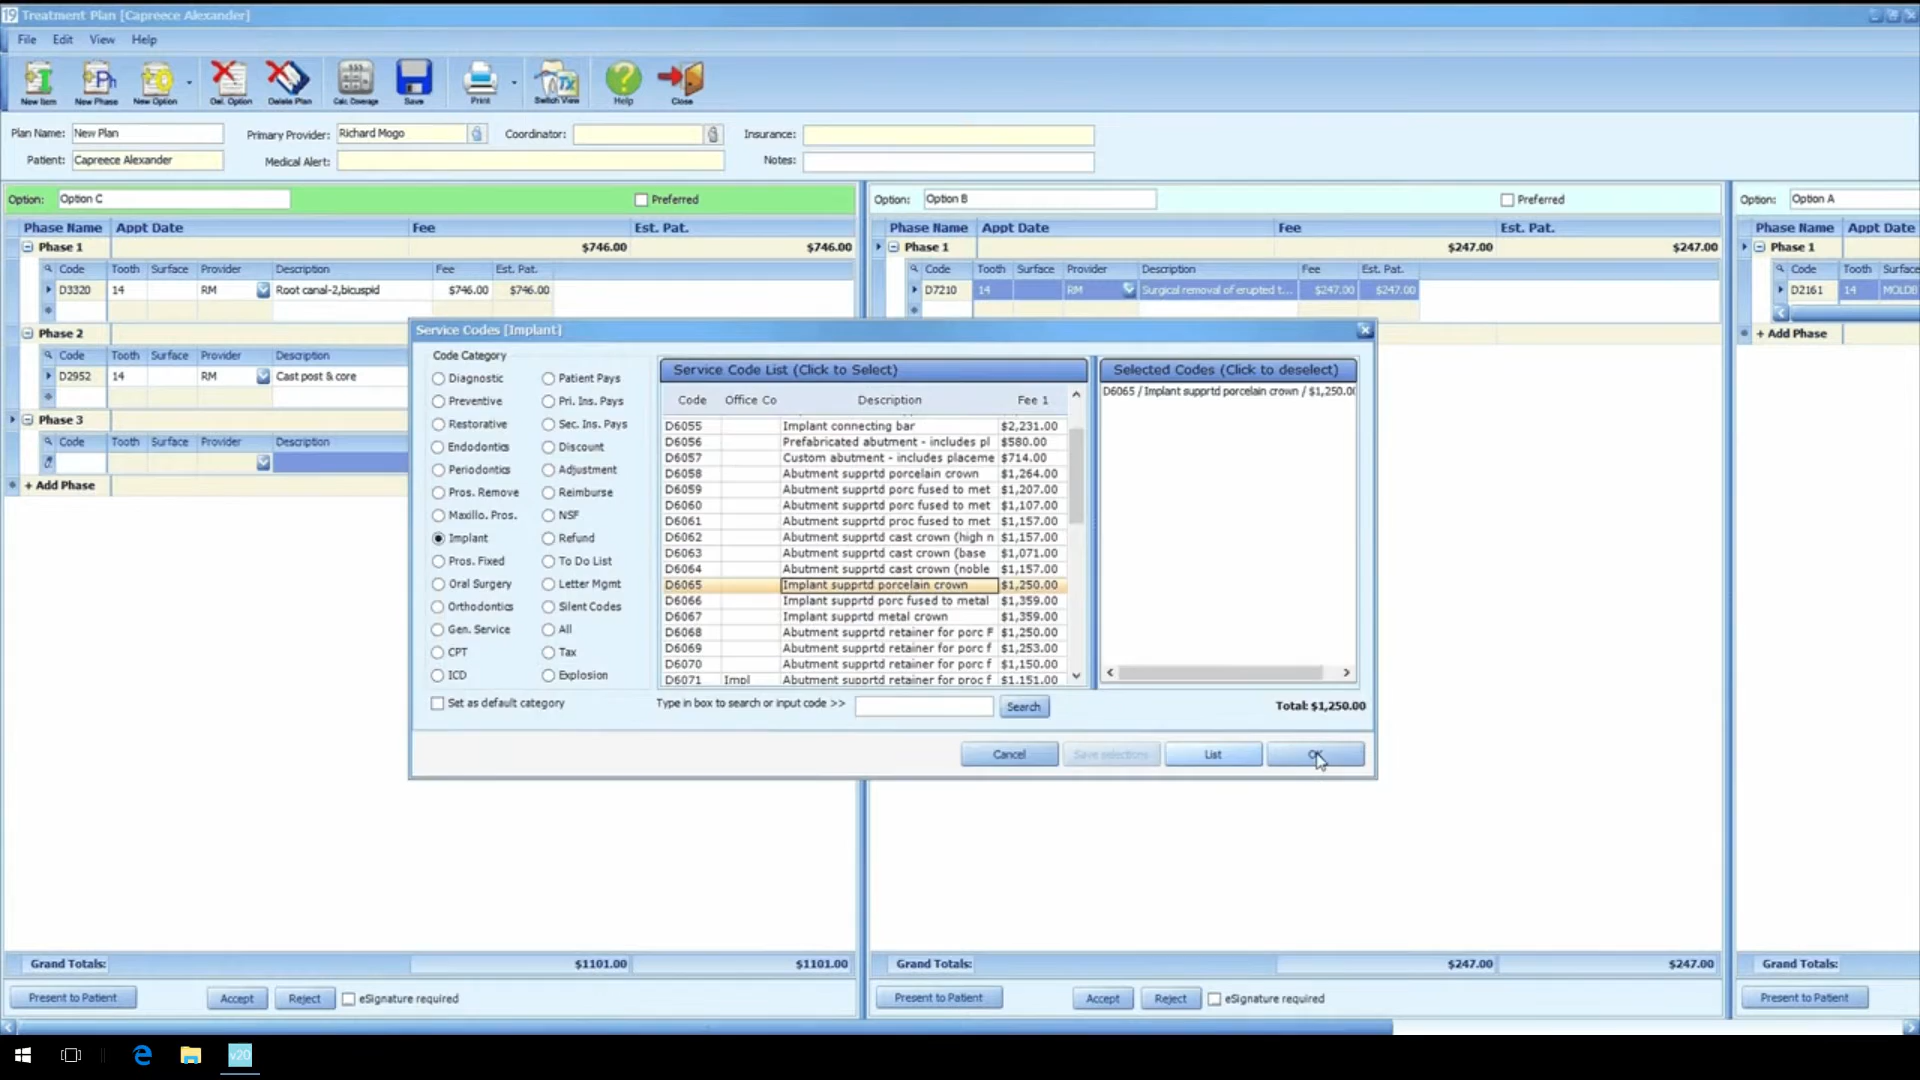 19 Treatment Plan [Capreece Alexander]
File Edit View Help
New Item New Phase New Option Del. Option Delete Plan Calc. Coverage Save Print Switch View Help Close
Plan Name: New Plan Primary Provider: Richard Mogo Coordinator: Insurance:
Patient: Capreece Alexander Medical Alert: Notes:
Option: Option C Preferred Option: Option B Preferred Option: Option A
Phase Name Appt Date Fee Est. Pat. Phase Name Appt Date Fee Est. Pat. Phase Name Appt Date
Phase 1 $746.00 $746.00 Phase 1 $247.00 $247.00 Phase 1
Code Tooth Surface Provider Description Fee Est. Pat. Code Tooth Surface Provider Description Fee Est. Pat. Code Tooth Surface
D3320 14 RM Root canal-2,bicuspid $746.00 $746.00 D7210 14 RM Surgical removal of erupted t... $247.00 $247.00 D2161 14 MOLDB
Phase 2 + Add Phase
Code Tooth Surface Provider Description
D2952 14 RM Cast post & core
Phase 3
Code Tooth Surface Provider Description
+ Add Phase
Service Codes [Implant]
Code Category
Diagnostic Patient Pays
Preventive Pri. Ins. Pays
Restorative Sec. Ins. Pays
Endodontics Discount
Periodontics Adjustment
Pros. Remove Reimburse
Maxillo. Pros. NSF
Implant Refund
Pros. Fixed To Do List
Oral Surgery Letter Mgmt
Orthodontics Silent Codes
Gen. Service All
CPT Tax
ICD Explosion
Set as default category
Service Code List (Click to Select)
Code Office Co Description Fee 1
D6055 Implant connecting bar $2,231.00
D6056 Prefabricated abutment - includes pl $580.00
D6057 Custom abutment - includes placeme $714.00
D6058 Abutment supprtd porcelain crown $1,264.00
D6059 Abutment supprtd porc fused to met $1,207.00
D6060 Abutment supprtd porc fused to met $1,107.00
D6061 Abutment supprtd proc fused to met $1,157.00
D6062 Abutment supprtd cast crown (high n $1,157.00
D6063 Abutment supprtd cast crown (base $1,071.00
D6064 Abutment supprtd cast crown (noble $1,157.00
D6065 Implant supprtd porcelain crown $1,250.00
D6066 Implant supprtd porc fused to metal $1,359.00
D6067 Implant supprtd metal crown $1,359.00
D6068 Abutment supprtd retainer for porc F $1,250.00
D6069 Abutment supprtd retainer for porc f $1,253.00
D6070 Abutment supprtd retainer for porc f $1,150.00
D6071 Impl Abutment supprtd retainer for proc f $1,151.00
Selected Codes (Click to deselect)
D6065 / Implant supprtd porcelain crown / $1,250.00
Type in box to search or input code >> Search Total: $1,250.00
Cancel Save selections List OK
Grand Totals: $1101.00 $1101.00 Grand Totals: $247.00 $247.00 Grand Totals:
Present to Patient Accept Reject eSignature required Present to Patient Accept Reject eSignature required Present to Patient
v20